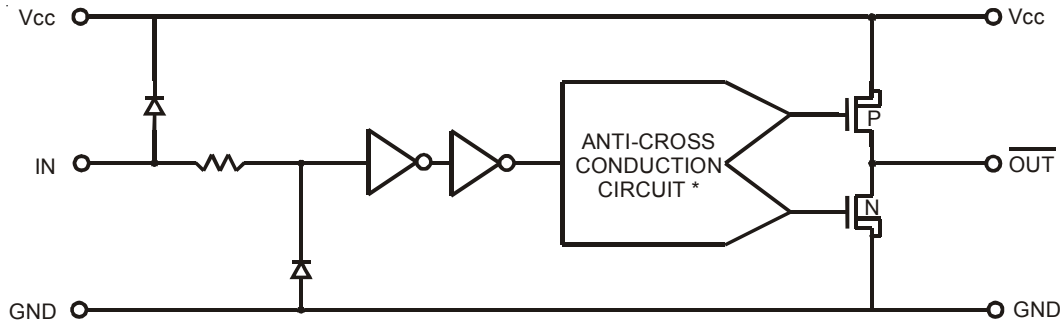 Vcc
Vcc
P
IN
ANTI-CROSS
CONDUCTION
CIRCUIT *
OUT
N
GND
GND